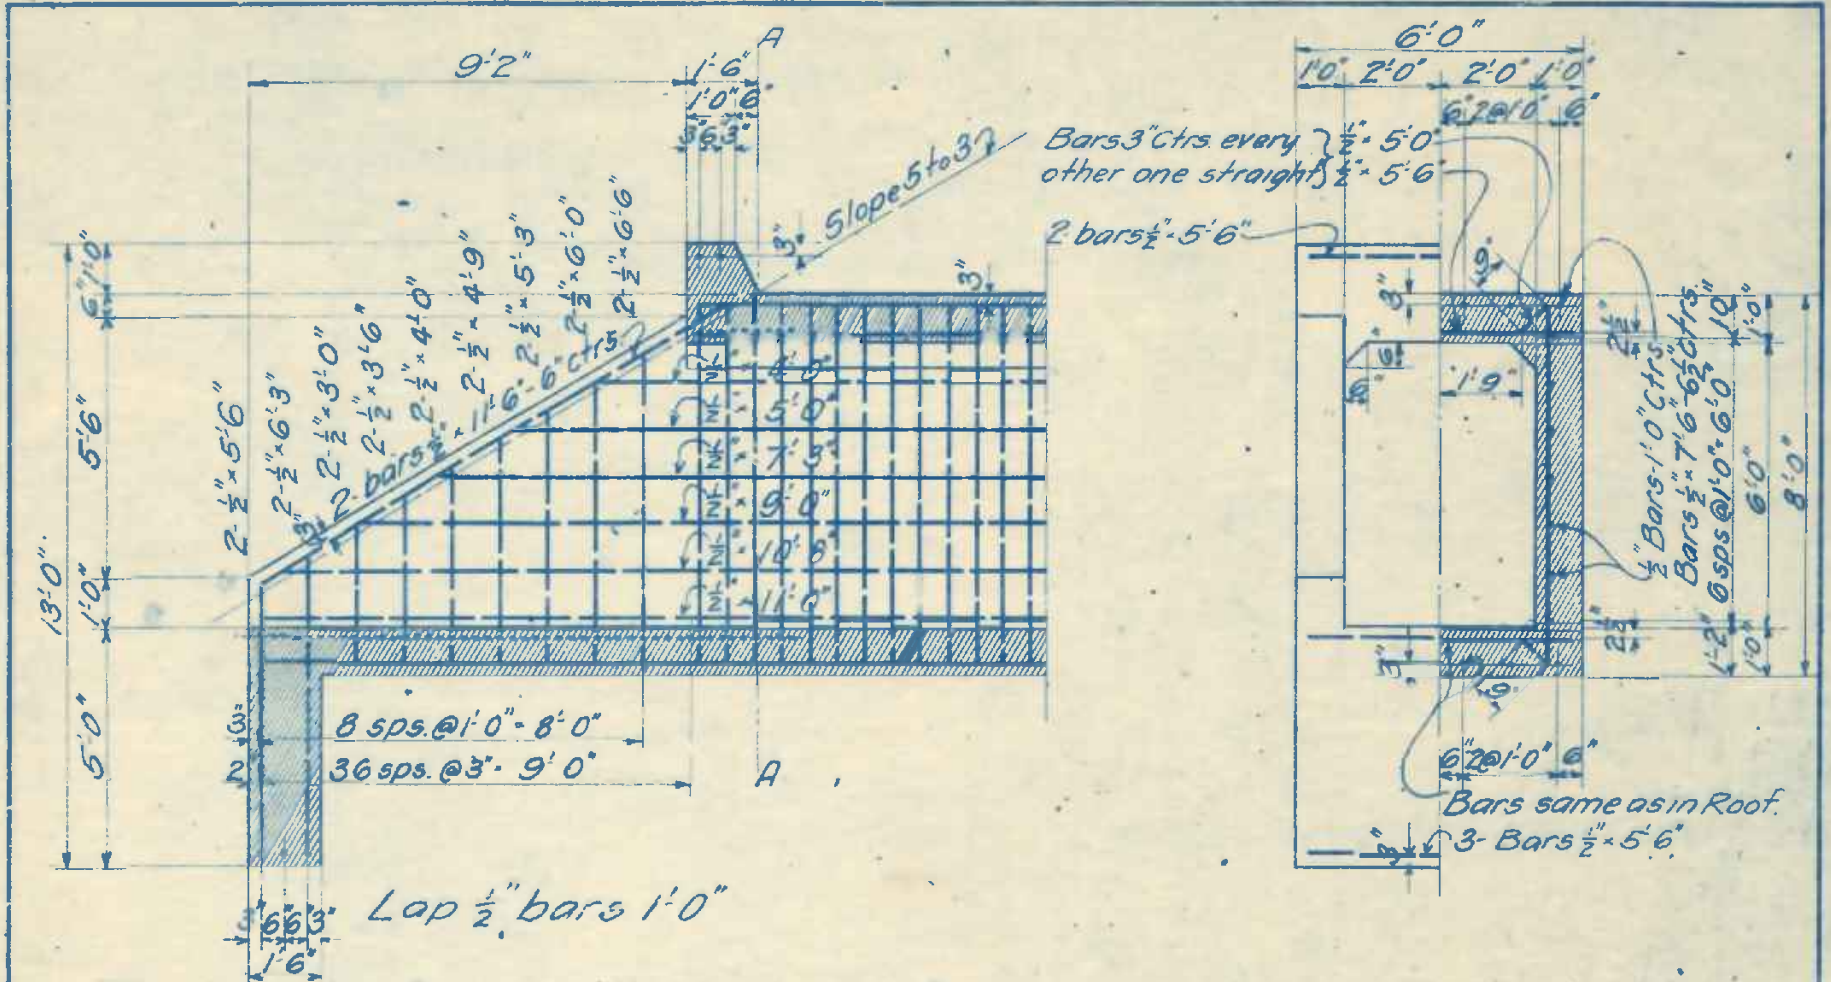 A
9'-2"
1'-6"
1'-0" 6"
3" 6" 3"
Slope 5 to 3
3"
3"
6" 1'-0"
5'-6"
1'-0"
13'-0"
5'-0"
2-½"×5'-6"
2-½"×6'-3"
2-½"×3'-0"
2-½"×3'-6"
2-½"×4'-0"
2-½"×4'-9"
2-½"×5'-3"
2-½"×6'-0"
2-½"×6'-6"
3"
2-bars ½"×11'-6"-6"ctrs.
½"×
½"×5'-0"
½"×7'-3"
½"×9'-0"
½"×10'-8"
½"-11'-0"
3"
8 sps.@1'-0"-8'-0"
2
36 sps.@3"-9'-0"
A
3" 6" 6" 3"
1'-6"
Lap ½" bars 1'-0"
6'-0"
1'-0" 2'-0" 2'-0" 1'-0"
6" 2@1'-0" 6"
Bars 3" Ctrs. every } ½"×5'-0"
other one straight } ½"×5'-6"
2-bars ½"×5'-6"
3"
9"
6"
6"
1'-9"
2½"
½" Bars-1'-0" Ctrs
Bars ½"×7'-6"-6½" Ctrs.
6 sps @1'-0"=6'-0" 10"
1'-0"
6'-0"
8'-0"
2½"
1'-2"
1'-0"
3"
9"
6" 2@1'-0" 6"
Bars same as in Roof.
3"
3-Bars ½"×5'-6"